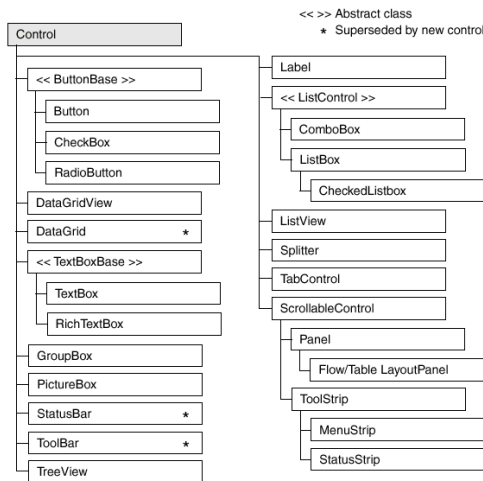 << >> Abstract class
* Superseded by new control
Control
<< ButtonBase >>
Button
CheckBox
RadioButton
DataGridView
DataGrid *
<< TextBoxBase >>
TextBox
RichTextBox
GroupBox
PictureBox
StatusBar *
ToolBar *
TreeView
Label
<< ListControl >>
ComboBox
ListBox
CheckedListbox
ListView
Splitter
TabControl
ScrollableControl
Panel
Flow/Table LayoutPanel
ToolStrip
MenuStrip
StatusStrip